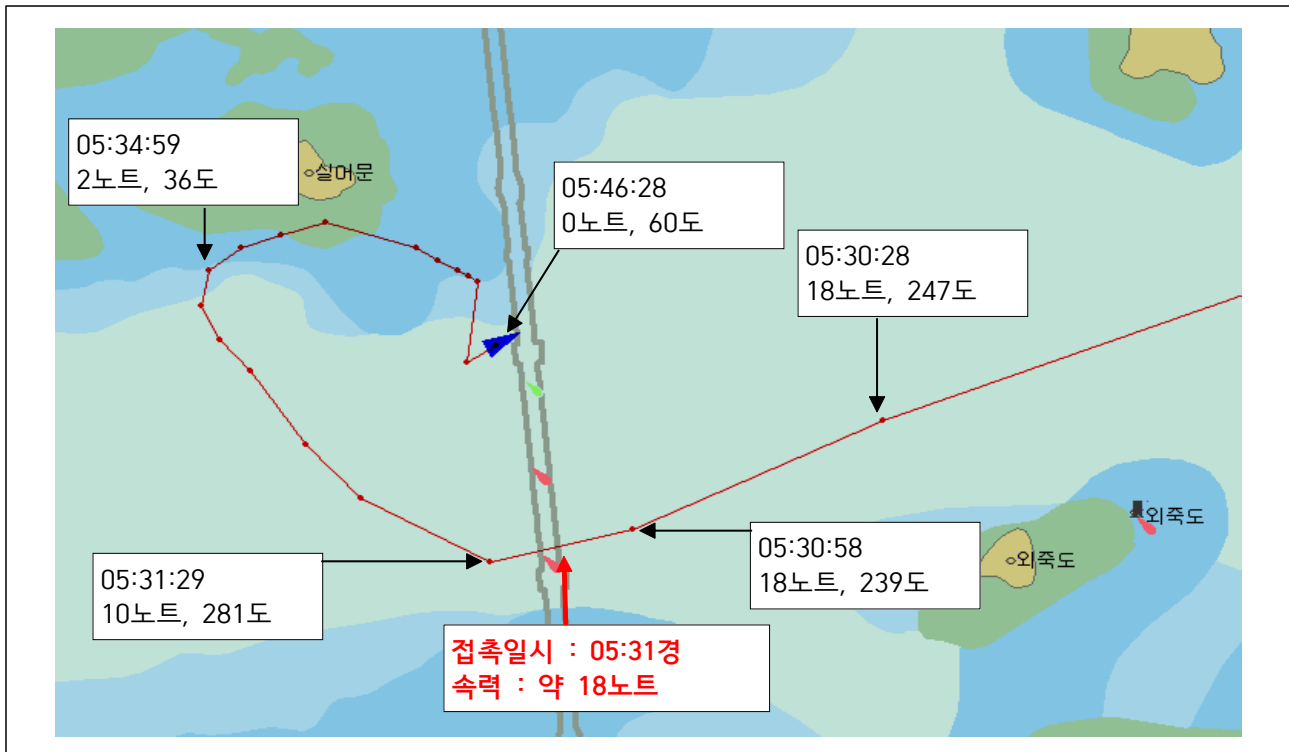 05:34:59
2노트, 36도
실어문
05:46:28
0노트, 60도
05:30:28
18노트, 247도
외죽도
외죽도
05:30:58
18노트, 239도
05:31:29
10노트, 281도
접촉일시 : 05:31경
속력 : 약 18노트